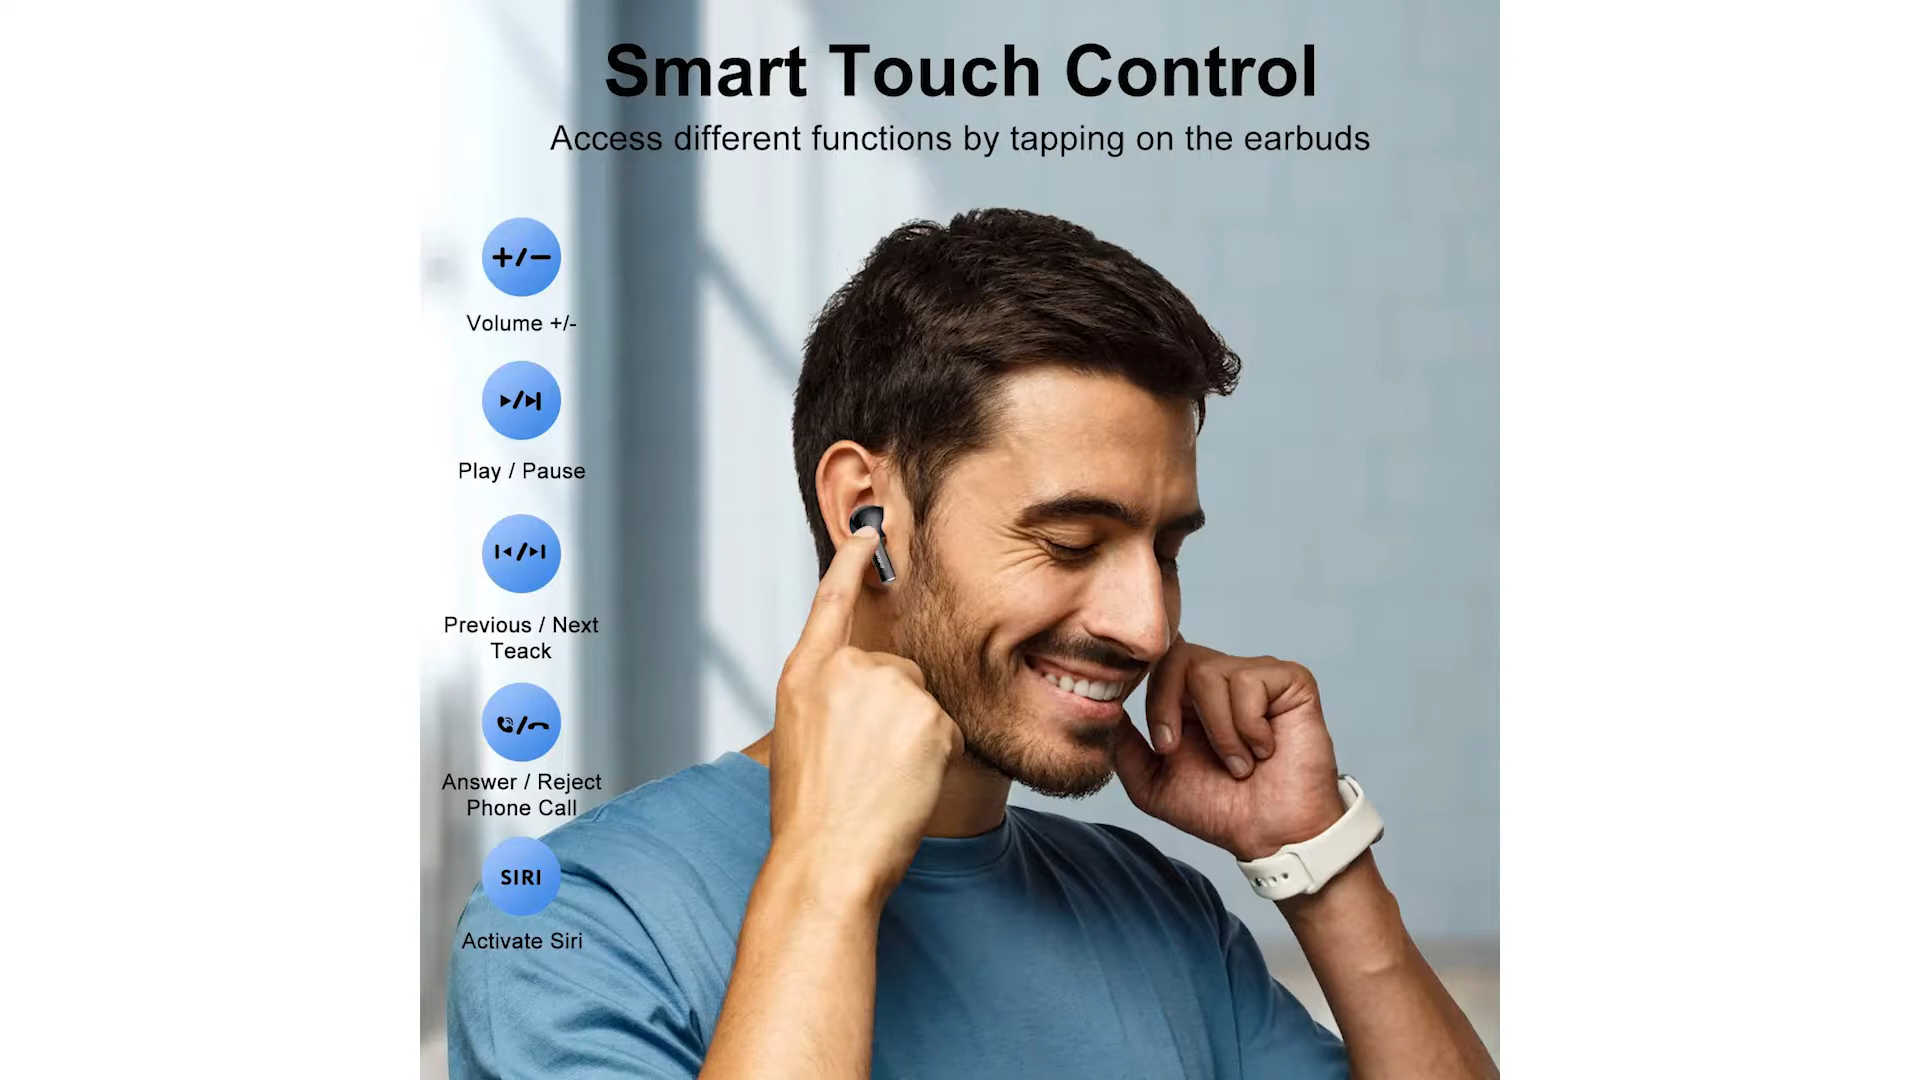 Smart Touch Control
Access different functions by tapping on the earbuds
+/−
Volume +/-
Play / Pause
Previous / Next
Teack
Answer / Reject
Phone Call
SIRI
Activate Siri